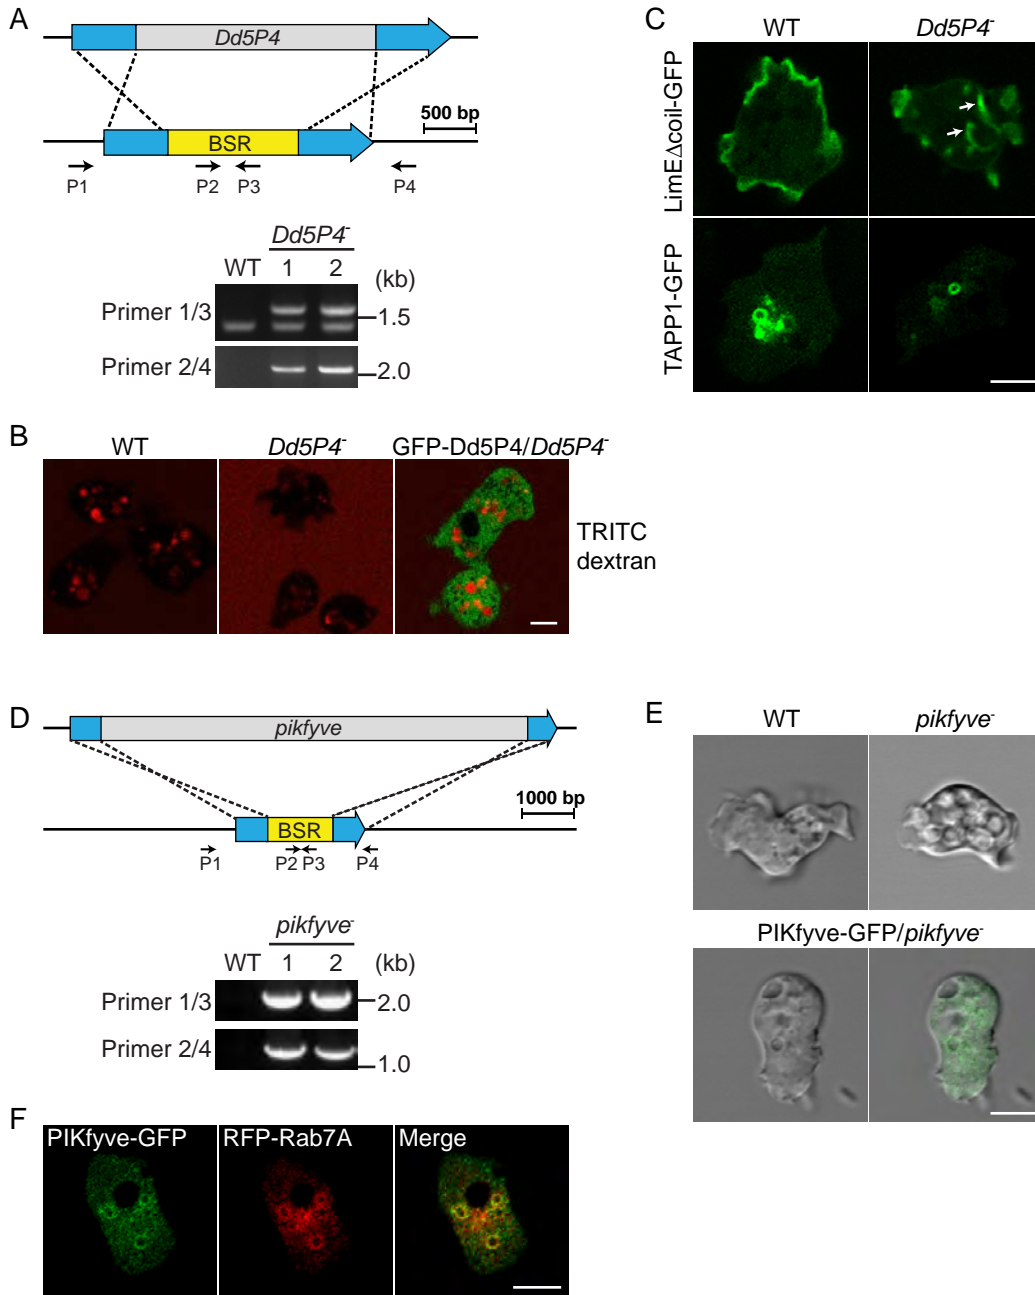 A
Dd5P4
500 bp
BSR
P1
P2
P3
P4
Dd5P4-
WT
1
2
(kb)
Primer 1/3
1.5
Primer 2/4
2.0
B
WT
Dd5P4-
GFP-Dd5P4/Dd5P4-
TRITC
dextran
C
WT
Dd5P4-
LimEΔcoil-GFP
TAPP1-GFP
D
pikfyve
1000 bp
BSR
P1
P2
P3
P4
pikfyve-
WT
1
2
(kb)
Primer 1/3
2.0
Primer 2/4
1.0
E
WT
pikfyve-
PIKfyve-GFP/pikfyve-
F
PIKfyve-GFP
RFP-Rab7A
Merge